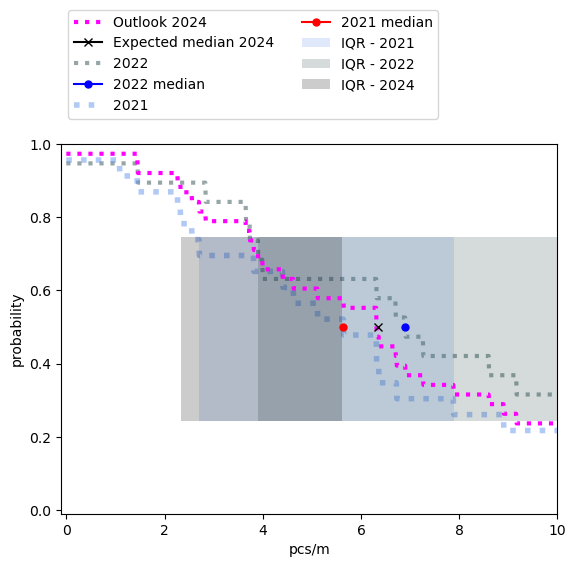 Outlook 2024
Expected median 2024
2022
2022 median
2021
2021 median
IQR - 2021
IQR - 2022
IQR - 2024
1.0
0.8
0.6
0.4
0.2
0.0
probability
0 2 4 6 8 10
pcs/m